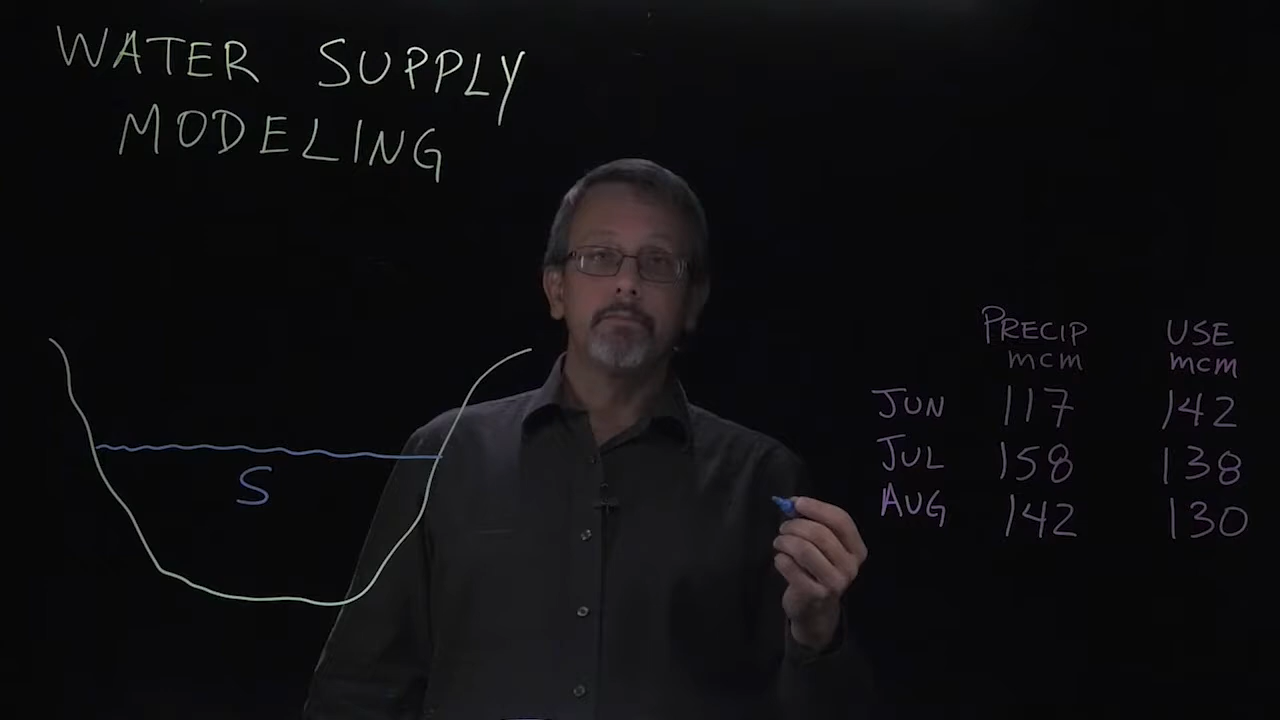 WATER SUPPLY
MODELING
S
PRECIP USE
mcm mcm
JUN 117 142
JUL 158 138
AUG 142 130